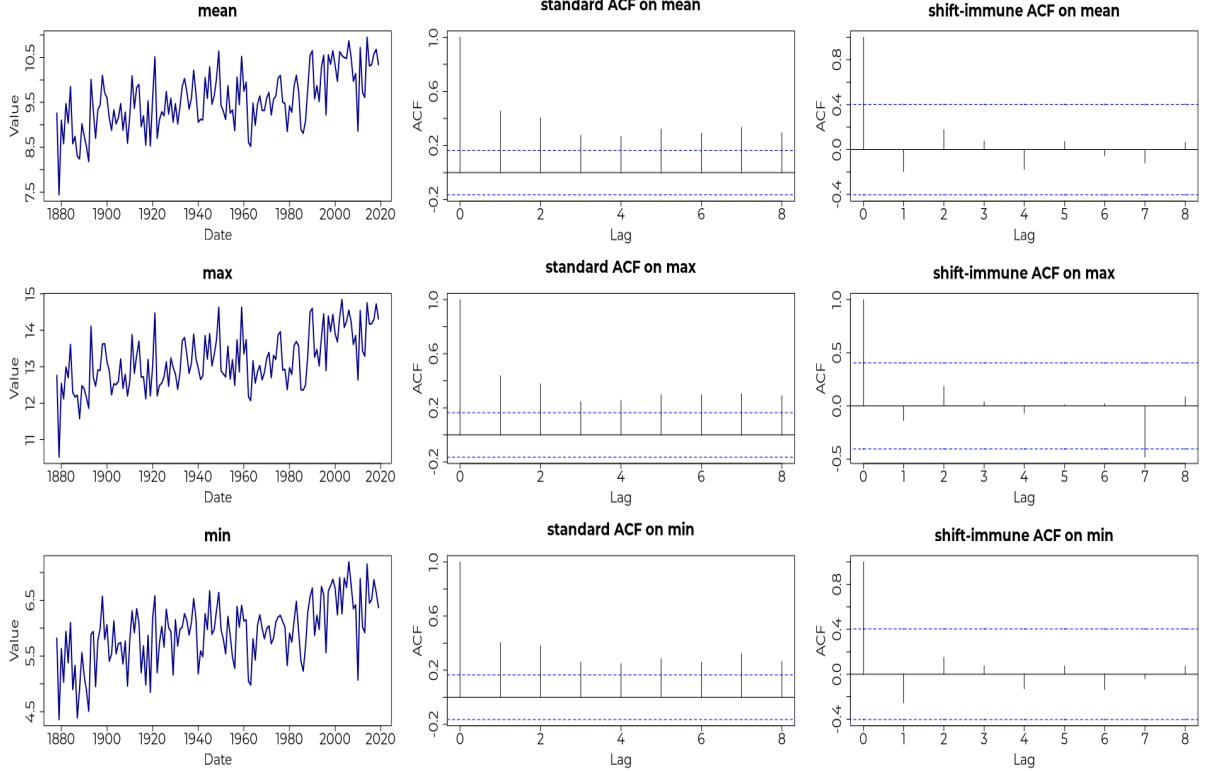 mean
standard ACF on mean
shift-immune ACF on mean
Value
7.5 8.5 9.5 10.5
1880 1900 1920 1940 1960 1980 2000 2020
Date
ACF
-0.2 0.2 0.6 1.0
0 2 4 6 8
Lag
ACF
-0.4 0.0 0.4 0.8
0 1 2 3 4 5 6 7 8
Lag
max
standard ACF on max
shift-immune ACF on max
Value
11 12 13 14 15
1880 1900 1920 1940 1960 1980 2000 2020
Date
ACF
-0.2 0.2 0.6 1.0
0 2 4 6 8
Lag
ACF
-0.5 0.0 0.5 1.0
0 1 2 3 4 5 6 7 8
Lag
min
standard ACF on min
shift-immune ACF on min
Value
4.5 5.5 6.5
1880 1900 1920 1940 1960 1980 2000 2020
Date
ACF
-0.2 0.2 0.6 1.0
0 2 4 6 8
Lag
ACF
-0.4 0.0 0.4 0.8
0 1 2 3 4 5 6 7 8
Lag